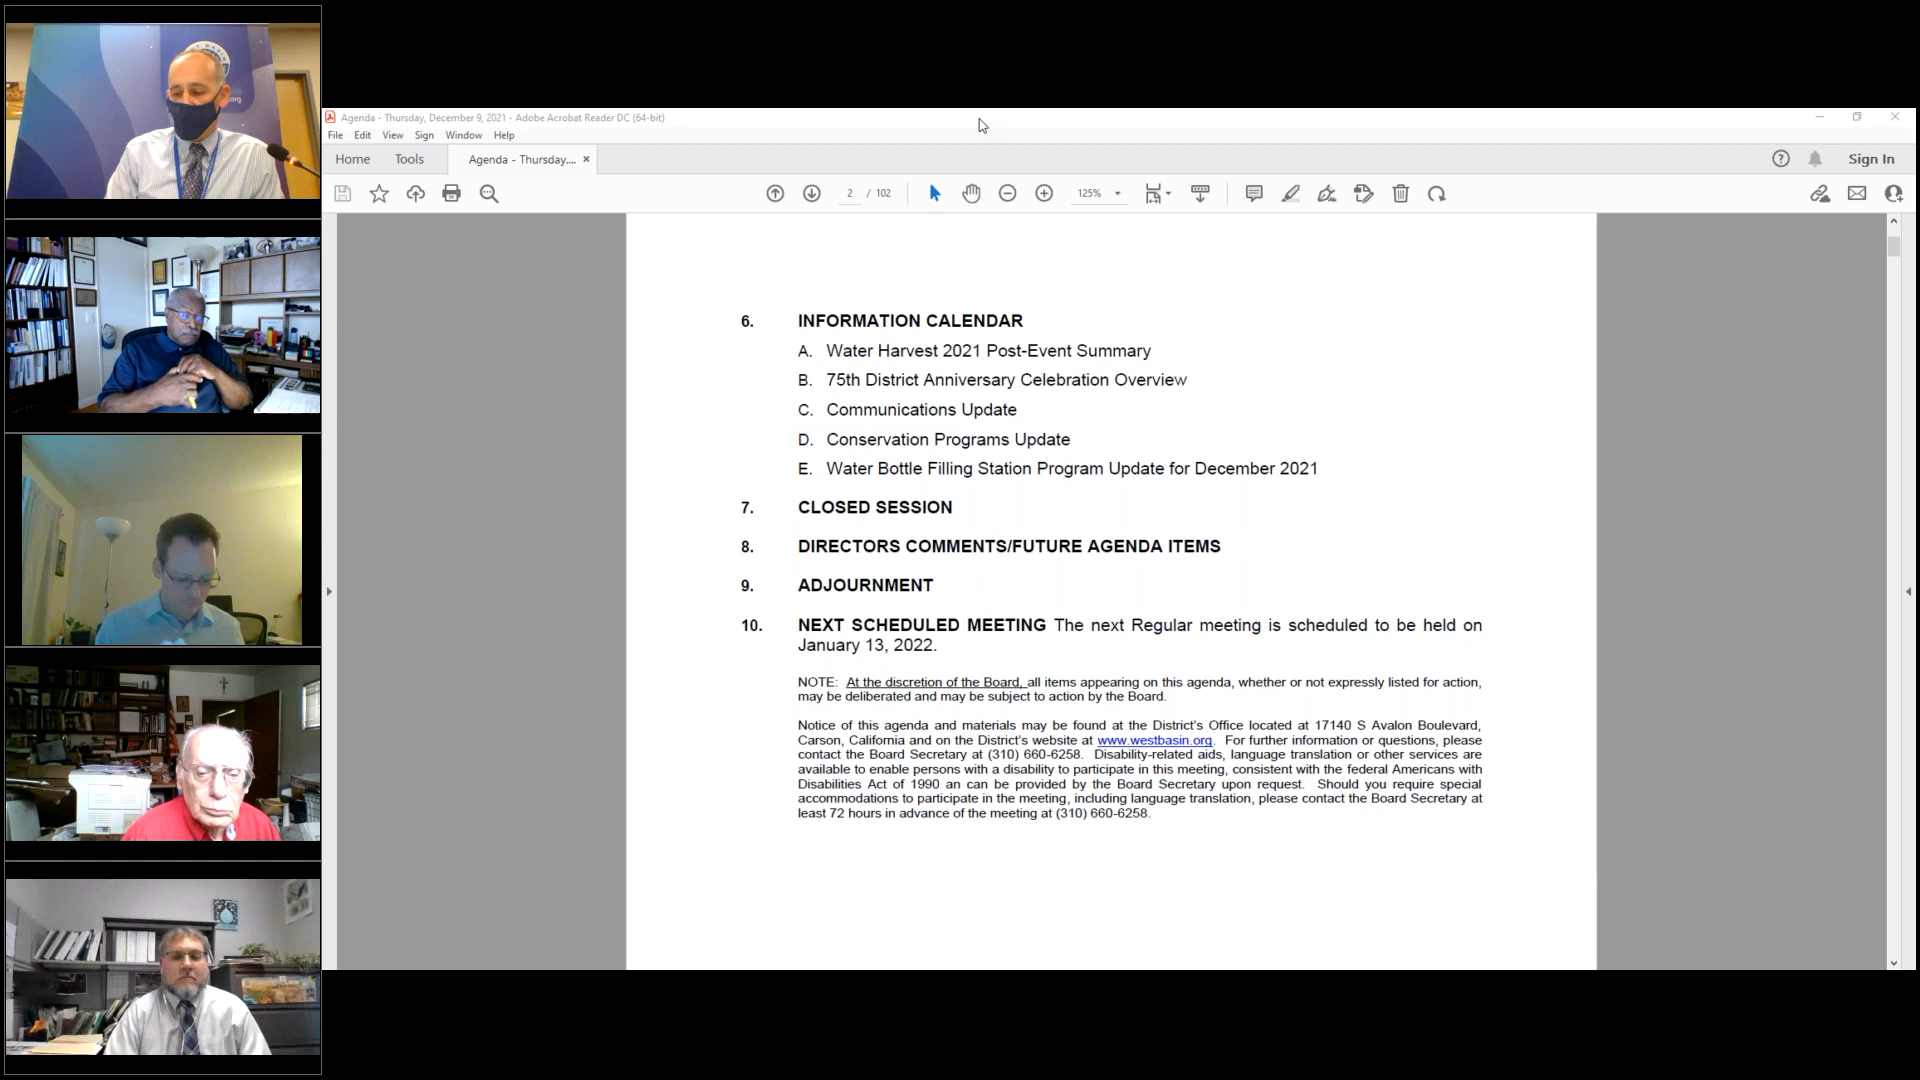 Agenda - Thursday, December 9, 2021 - Adobe Acrobat Reader DC (64-bit)
File Edit View Sign Window Help
Home Tools Agenda - Thursday,... × Sign In
2 / 102 125%
6. INFORMATION CALENDAR
A. Water Harvest 2021 Post-Event Summary
B. 75th District Anniversary Celebration Overview
C. Communications Update
D. Conservation Programs Update
E. Water Bottle Filling Station Program Update for December 2021
7. CLOSED SESSION
8. DIRECTORS COMMENTS/FUTURE AGENDA ITEMS
9. ADJOURNMENT
10. NEXT SCHEDULED MEETING The next Regular meeting is scheduled to be held on
January 13, 2022.
NOTE: At the discretion of the Board, all items appearing on this agenda, whether or not expressly listed for action,
may be deliberated and may be subject to action by the Board.
Notice of this agenda and materials may be found at the District's Office located at 17140 S Avalon Boulevard,
Carson, California and on the District's website at www.westbasin.org. For further information or questions, please
contact the Board Secretary at (310) 660-6258. Disability-related aids, language translation or other services are
available to enable persons with a disability to participate in this meeting, consistent with the federal Americans with
Disabilities Act of 1990 an can be provided by the Board Secretary upon request. Should you require special
accommodations to participate in the meeting, including language translation, please contact the Board Secretary at
least 72 hours in advance of the meeting at (310) 660-6258.